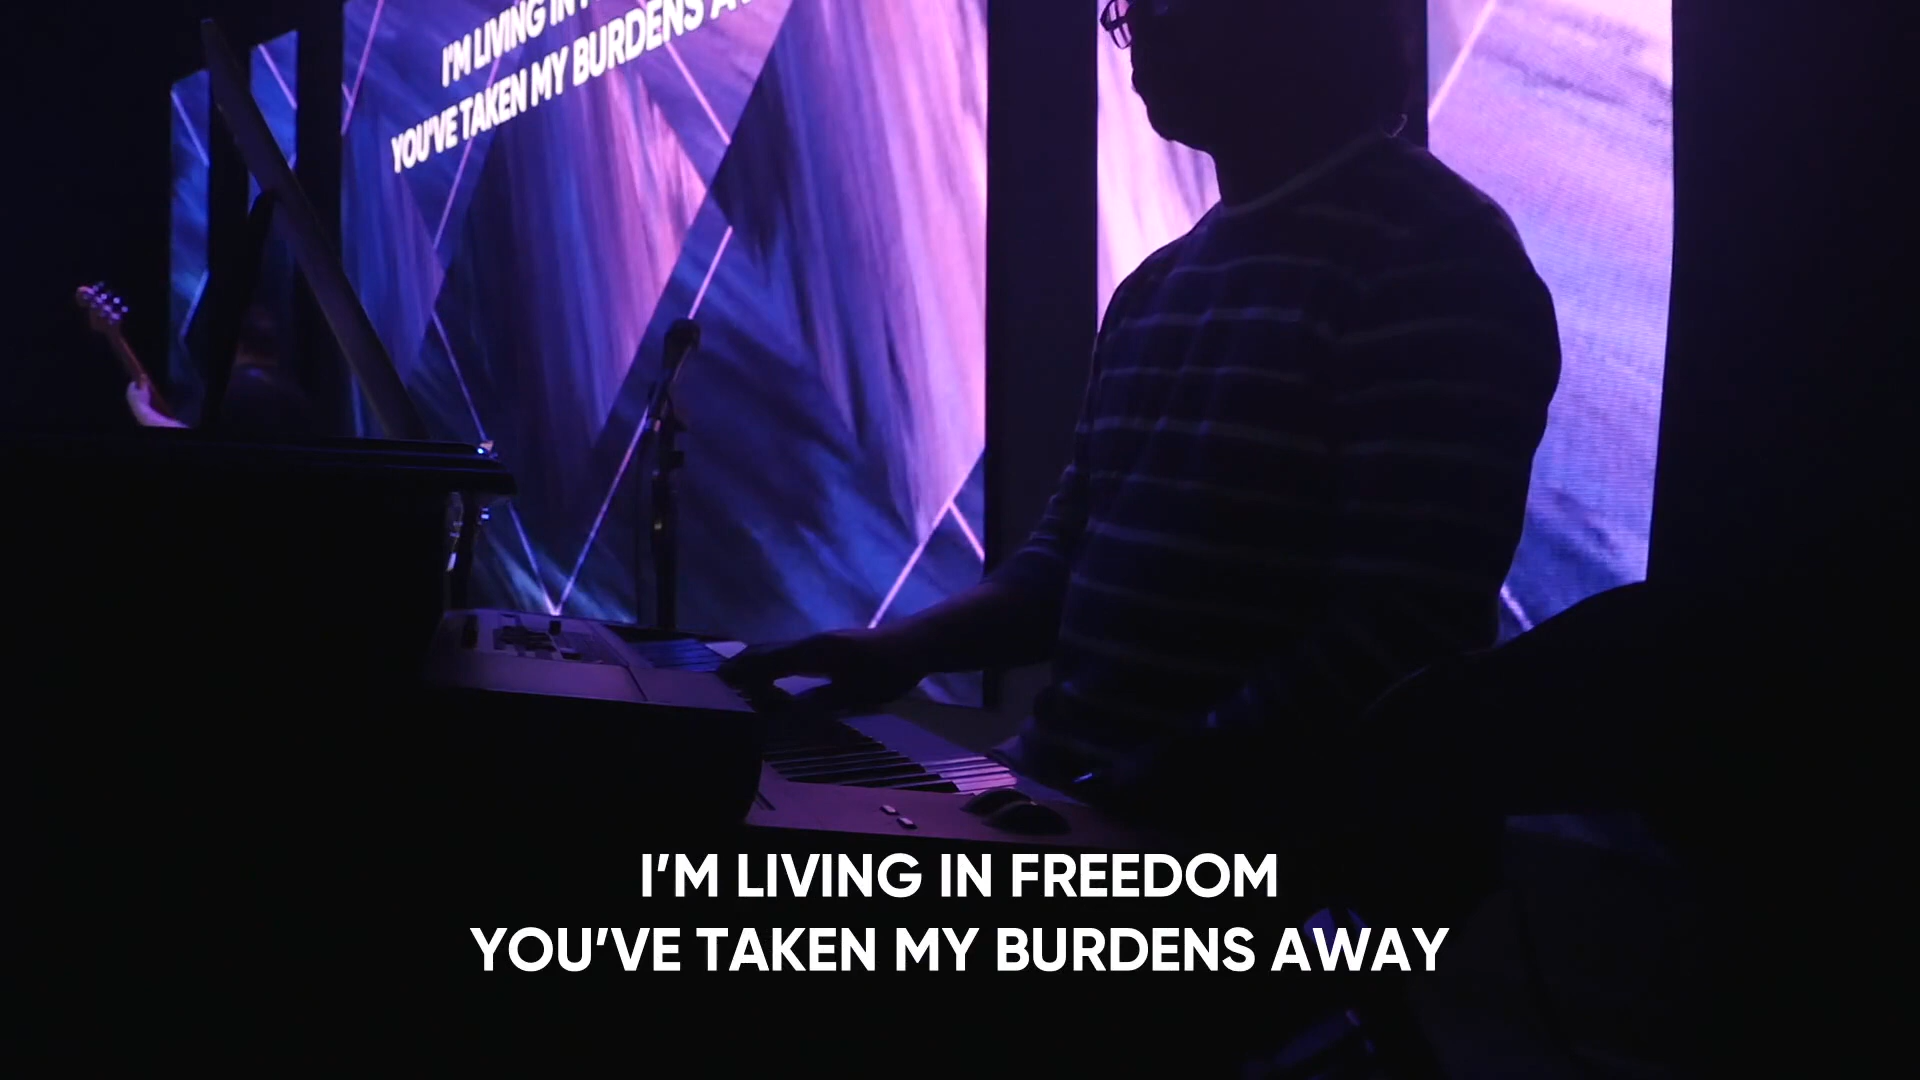 I'M LIVING IN
YOU'VE TAKEN MY BURDENS
I’M LIVING IN FREEDOM
YOU’VE TAKEN MY BURDENS AWAY